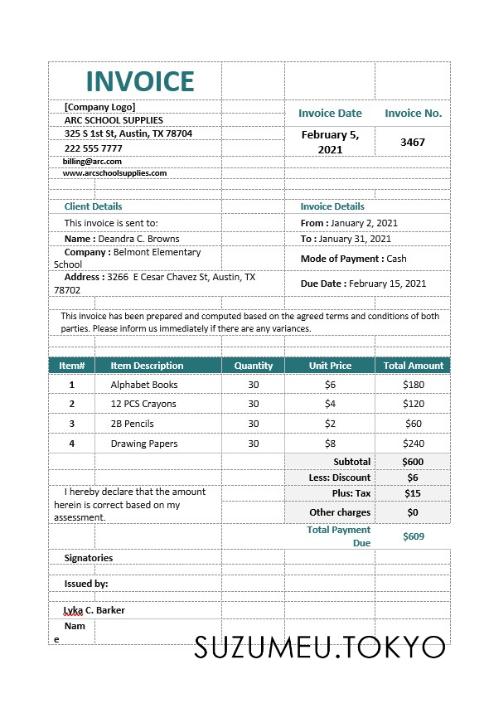 INVOICE
[Company Logo]
ARC SCHOOL SUPPLIES
325 S 1st St, Austin, TX 78704
222 555 7777
billing@arc.com
www.arcschoolsupplies.com
Invoice Date Invoice No.
February 5, 3467
2021
Client Details Invoice Details
This invoice is sent to: From : January 2, 2021
Name : Deandra C. Browns To : January 31, 2021
Company : Belmont Elementary Mode of Payment : Cash
School
Address : 3266 E Cesar Chavez St, Austin, TX Due Date : February 15, 2021
78702
This invoice has been prepared and computed based on the agreed terms and conditions of both
parties. Please inform us immediately if there are any variances.
Item# Item Description Quantity Unit Price Total Amount
1 Alphabet Books 30 $6 $180
2 12 PCS Crayons 30 $4 $120
3 2B Pencils 30 $2 $60
4 Drawing Papers 30 $8 $240
Subtotal $600
Less: Discount $6
I hereby declare that the amount Plus: Tax $15
herein is correct based on my Other charges $0
assessment.
Total Payment $609
Due
Signatories
Issued by:
Lyka C. Barker
Nam
e
SUZUMEU.TOKYO